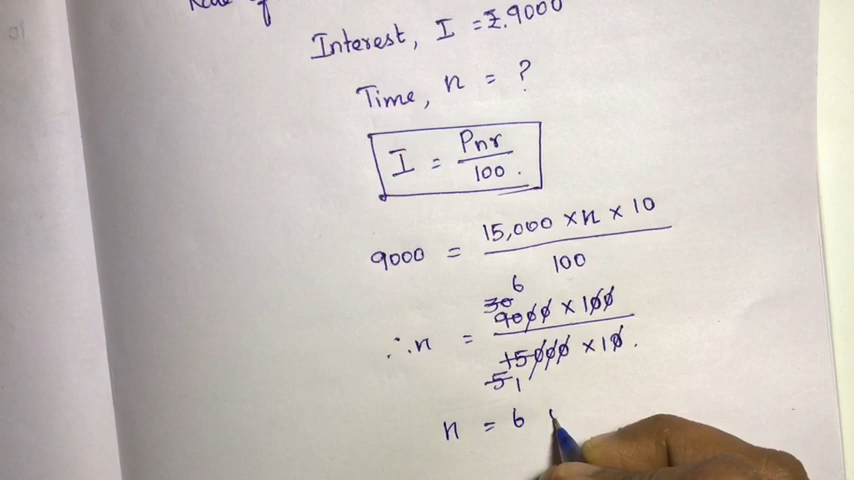 Interest, I = ₹.9000
Time, n = ?
I = Pnr
100.
9000 = 15,000 × n × 10
100
6
30
∴ n = 9000 × 100
15000 × 10.
5 1
n = 6